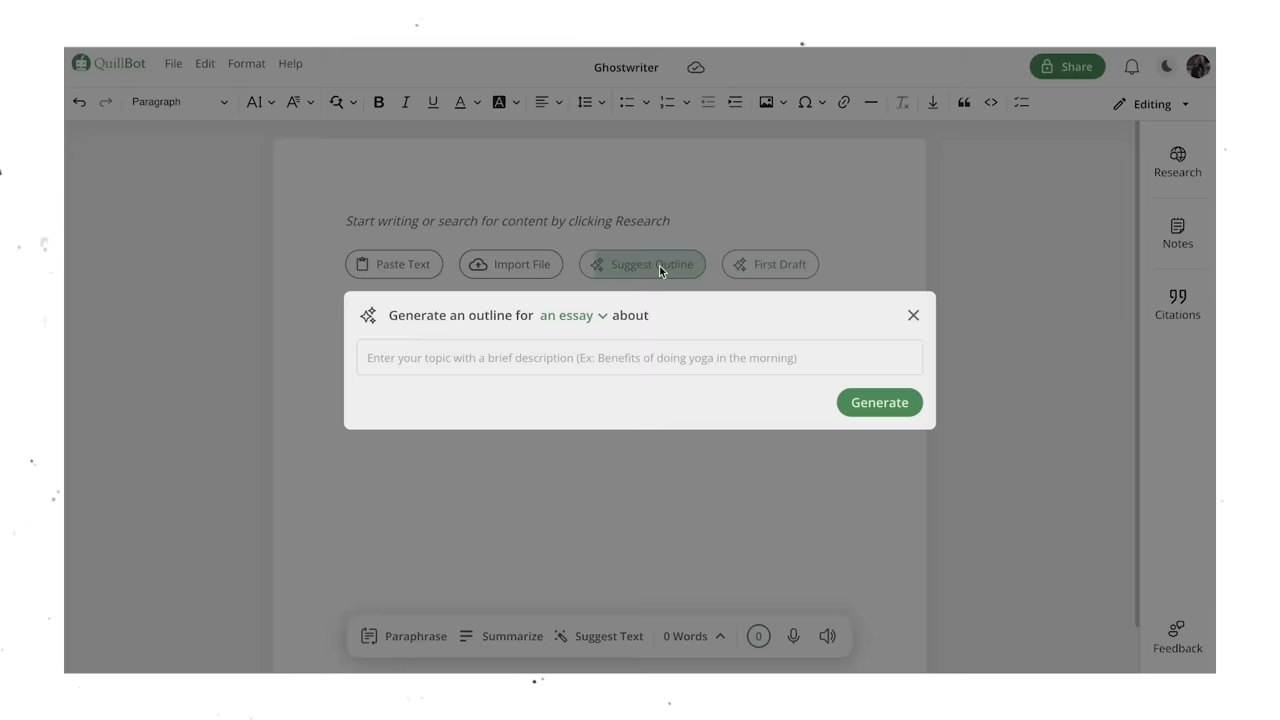 QuillBot File Edit Format Help
Ghostwriter
Share
Paragraph
Editing
Start writing or search for content by clicking Research
Paste Text Import File Suggest Outline First Draft
Generate an outline for an essay about
Enter your topic with a brief description (Ex: Benefits of doing yoga in the morning)
Generate
Research
Notes
Citations
Paraphrase Summarize Suggest Text 0 Words 0
Feedback